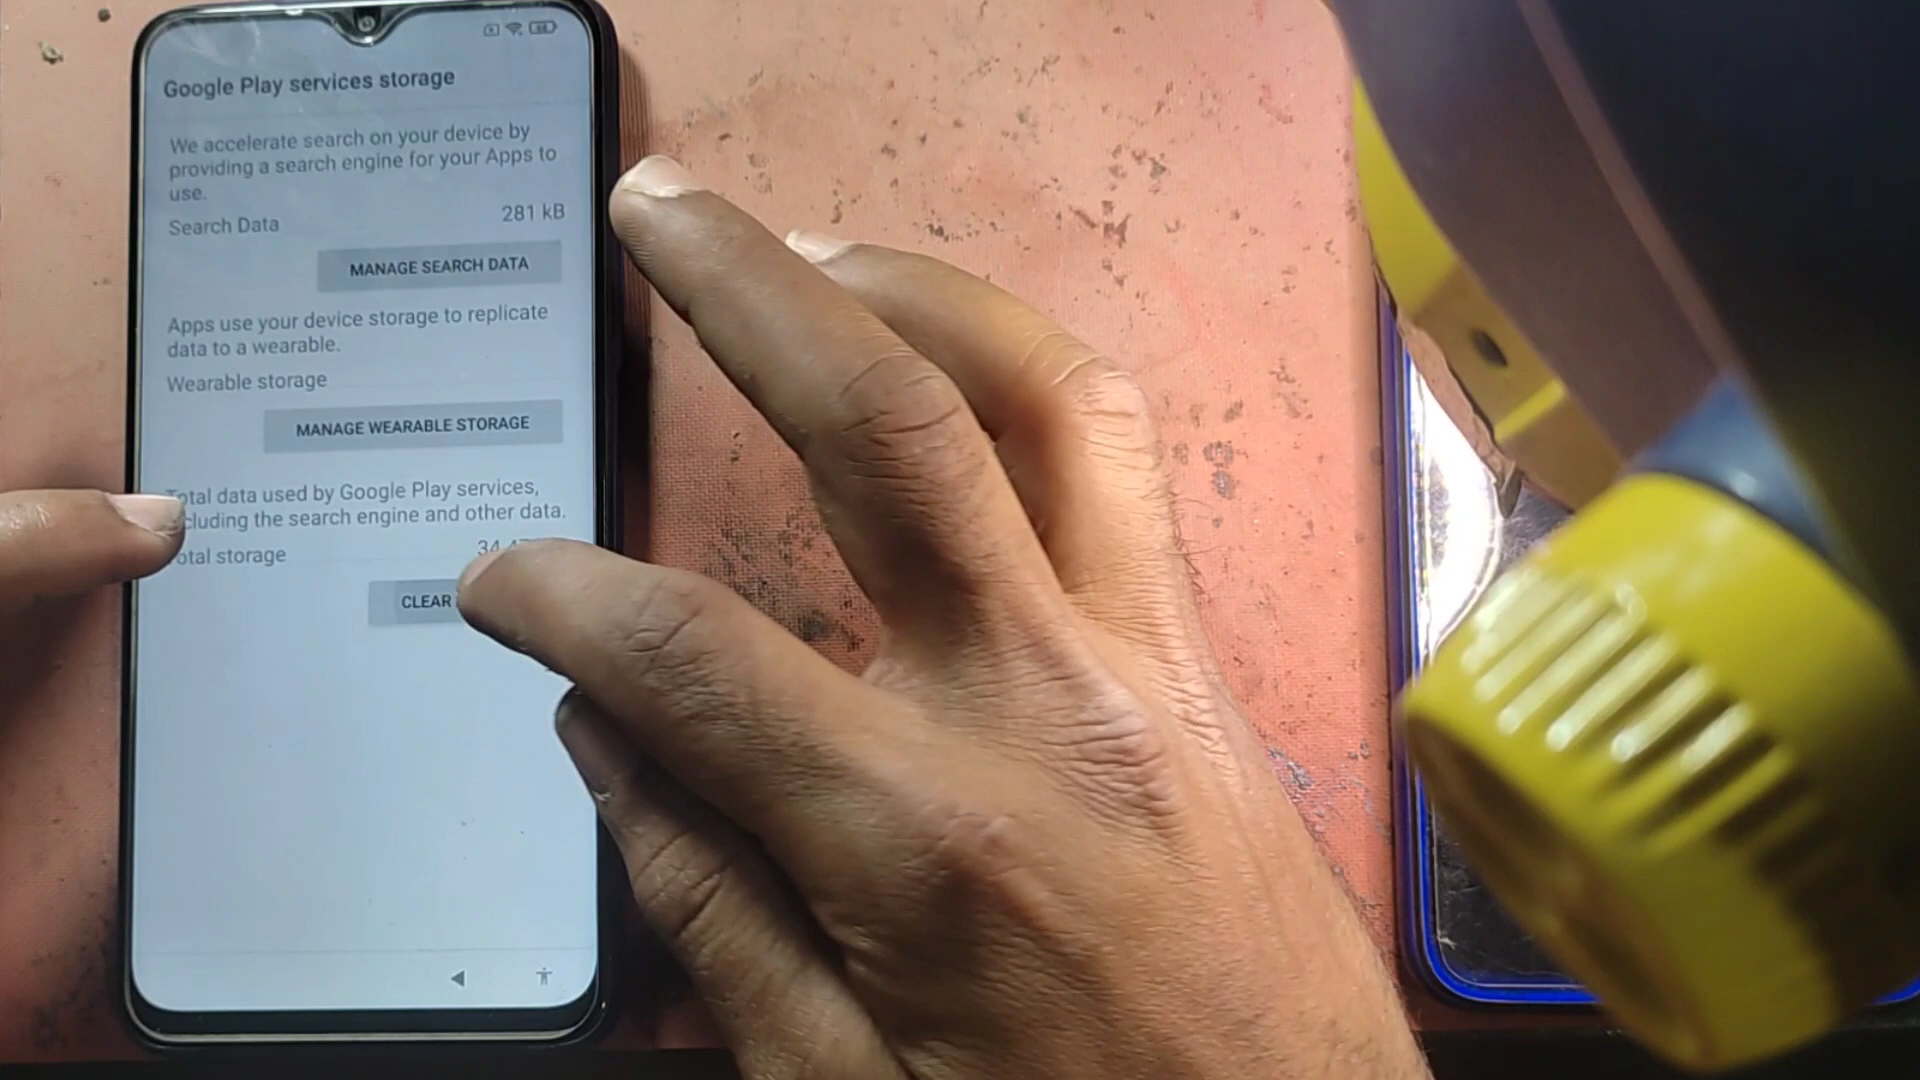 Google Play services storage
We accelerate search on your device by
providing a search engine for your Apps to
use.
Search Data 281 kB
MANAGE SEARCH DATA
Apps use your device storage to replicate
data to a wearable.
Wearable storage
MANAGE WEARABLE STORAGE
Total data used by Google Play services,
cluding the search engine and other data.
otal storage
CLEAR